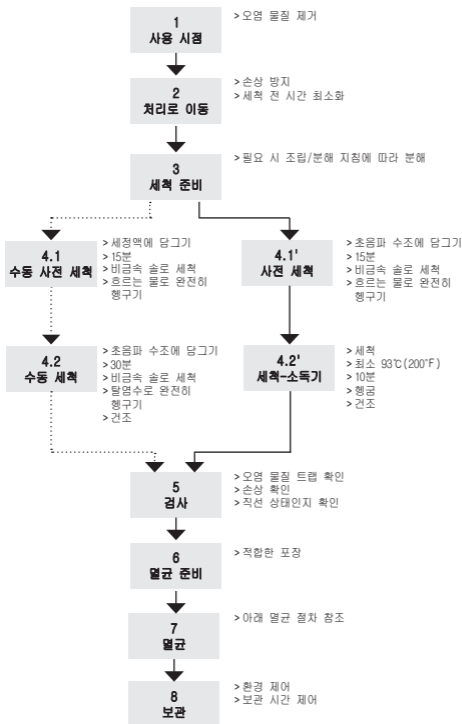 1
사용 시점
> 오염 물질 제거
2
처리로 이동
> 손상 방지
> 세척 전 시간 최소화
3
세척 준비
> 필요 시 조립/분해 지침에 따라 분해
4.1
수동 사전 세척
> 세정액에 담그기
> 15분
> 비금속 솔로 세척
> 흐르는 물로 완전히
헹구기
4.1'
사전 세척
> 초음파 수조에 담그기
> 15분
> 비금속 솔로 세척
> 흐르는 물로 완전히
헹구기
4.2
수동 세척
> 초음파 수조에 담그기
> 30분
> 비금속 솔로 세척
> 탈염수로 완전히
헹구기
> 건조
4.2'
세척-소독기
> 세척
> 최소 93℃(200˚F)
> 10분
> 헹굼
> 건조
5
검사
> 오염 물질 트랩 확인
> 손상 확인
> 직선 상태인지 확인
6
멸균 준비
> 적합한 포장
7
멸균
> 아래 멸균 절차 참조
8
보관
> 환경 제어
> 보관 시간 제어